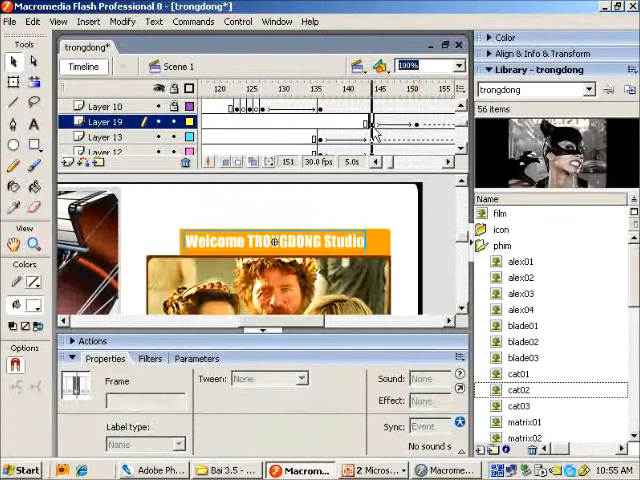 Macromedia Flash Professional 8 - [trongdong*]
File Edit View Insert Modify Text Commands Control Window Help
Tools
View
Colors
Options
trongdong*
Timeline
Scene 1
100%
120 125 130 135 140 145 150 155
Layer 10
Layer 19
Layer 13
Layer 12
151 30.0 fps 5.0s
Welcome TRONGDONG Studio
Actions
Properties Filters Parameters
Frame
Tween: None
Sound: None
Effect: None
Label type:
Name
Sync: Event
No sound s
Color
Align & Info & Transform
Library - trongdong
trongdong
56 items
Name
film
icon
phim
alex01
alex02
alex03
alex04
blade01
blade02
blade03
cat01
cat02
cat03
matrix01
matrix02
Start
Adobe Ph...
Bai 3.5 -
Macrom...
2 Micros...
Macrome...
10:55 AM